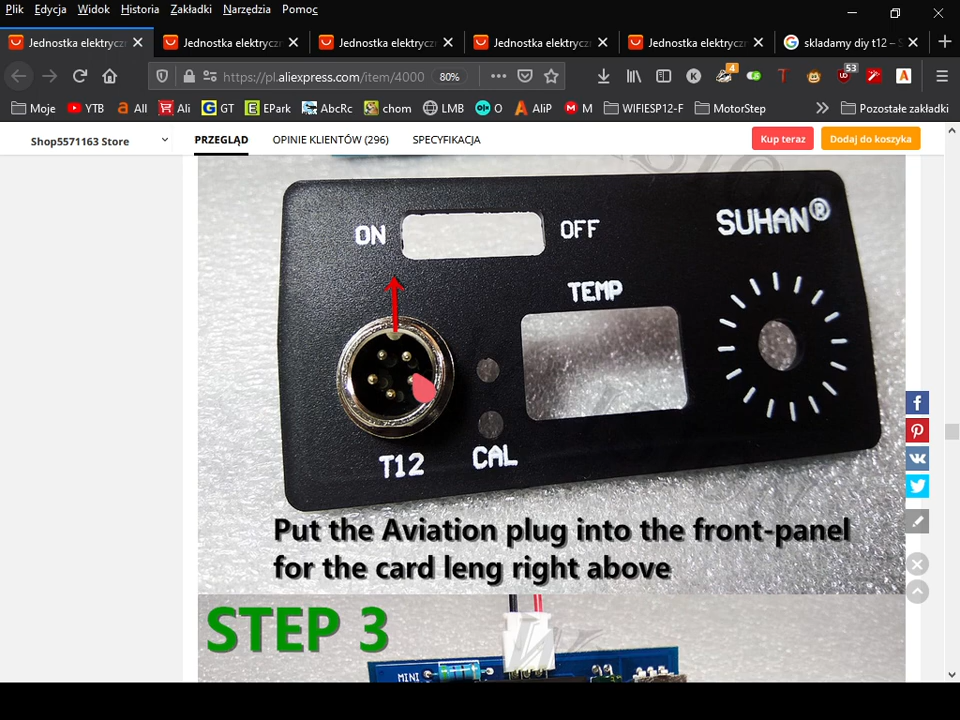 Plik Edycja Widok Historia Zakładki Narzędzia Pomoc
Jednostka elektryczn Jednostka elektryczn Jednostka elektryczn Jednostka elektryczn Jednostka elektryczn skladamy diy t12 – S
https://pl.aliexpress.com/item/4000 80% 4 53
Moje YTB All Ali GT EPark AbcRc chom LMB O AliP M WIFIESP12-F MotorStep Pozostałe zakładki
Shop5571163 Store PRZEGLĄD OPINIE KLIENTÓW (296) SPECYFIKACJA Kup teraz Dodaj do koszyka
ON OFF SUHAN®
TEMP
T12 CAL
Put the Aviation plug into the front-panel
for the card leng right above
STEP 3
MINI